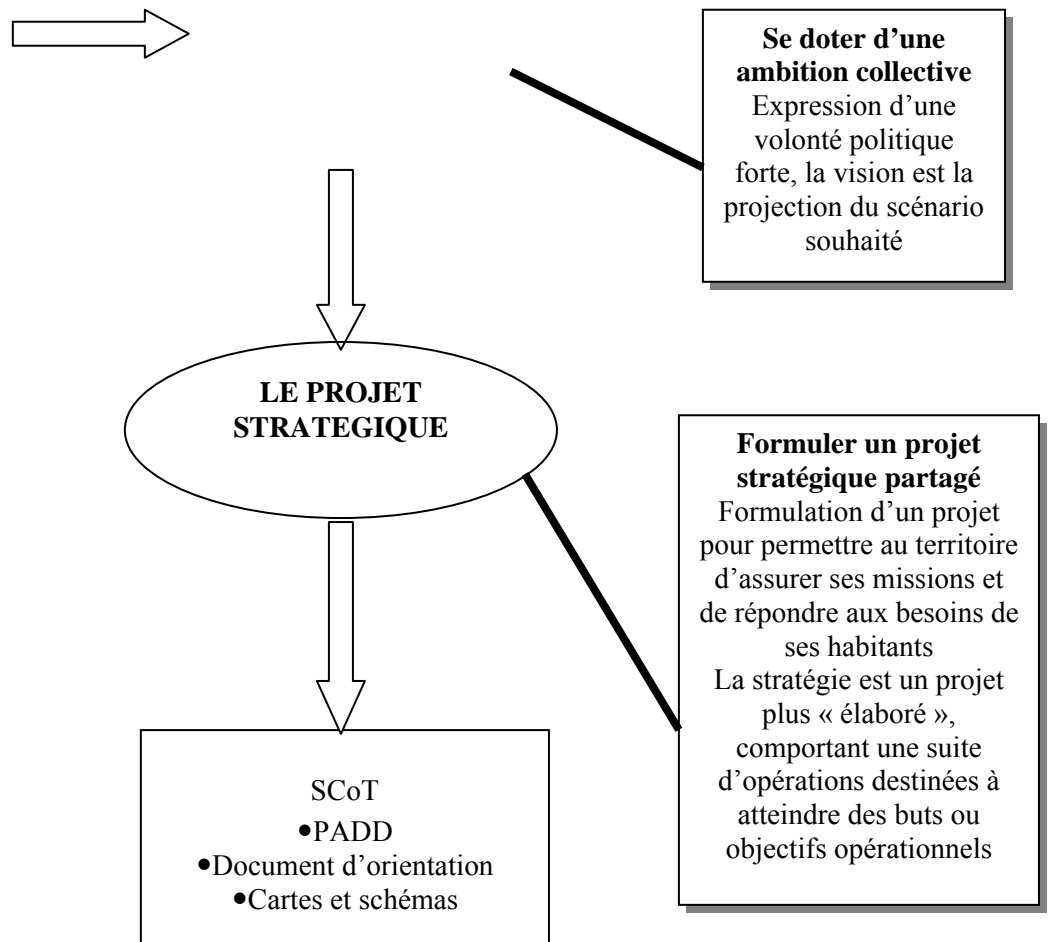 Se doter d’une
ambition collective
Expression d’une
volonté politique
forte, la vision est la
projection du scénario
souhaité
LE PROJET
STRATEGIQUE
Formuler un projet
stratégique partagé
Formulation d’un projet
pour permettre au territoire
d’assurer ses missions et
de répondre aux besoins de
ses habitants
La stratégie est un projet
plus « élaboré »,
comportant une suite
d’opérations destinées à
atteindre des buts ou
objectifs opérationnels
SCoT
•PADD
•Document d’orientation
•Cartes et schémas